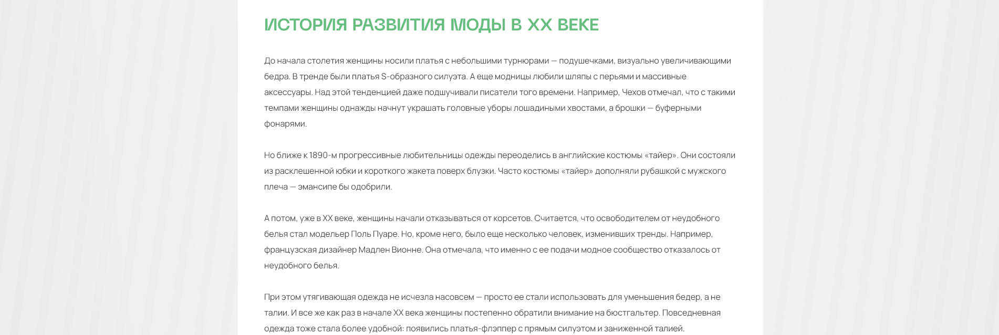 ИСТОРИЯ РАЗВИТИЯ МОДЫ В XX ВЕКЕ
До начала столетия женщины носили платья с небольшими турнюрами — подушечками, визуально увеличивающими
бедра. В тренде были платья S-образного силуэта. А еще модницы любили шляпы с перьями и массивные
аксессуары. Над этой тенденцией даже подшучивали писатели того времени. Например, Чехов отмечал, что с такими
темпами женщины однажды начнут украшать головные уборы лошадиными хвостами, а брошки — буферными
фонарями.
Но ближе к 1890-м прогрессивные любительницы одежды переоделись в английские костюмы «тайер». Они состояли
из расклешенной юбки и короткого жакета поверх блузки. Часто костюмы «тайер» дополняли рубашкой с мужского
плеча — эмансипе бы одобрили.
А потом, уже в XX веке, женщины начали отказываться от корсетов. Считается, что освободителем от неудобного
белья стал модельер Поль Пуаре. Но, кроме него, было еще несколько человек, изменивших тренды. Например,
французская дизайнер Мадлен Вионне. Она отмечала, что именно с ее подачи модное сообщество отказалось от
неудобного белья.
При этом утягивающая одежда не исчезла насовсем — просто ее стали использовать для уменьшения бедер, а не
талии. И все же как раз в начале XX века женщины постепенно обратили внимание на бюстгальтер. Повседневная
одежда тоже стала более удобной: появились платья-флэппер с прямым силуэтом и заниженной талией.